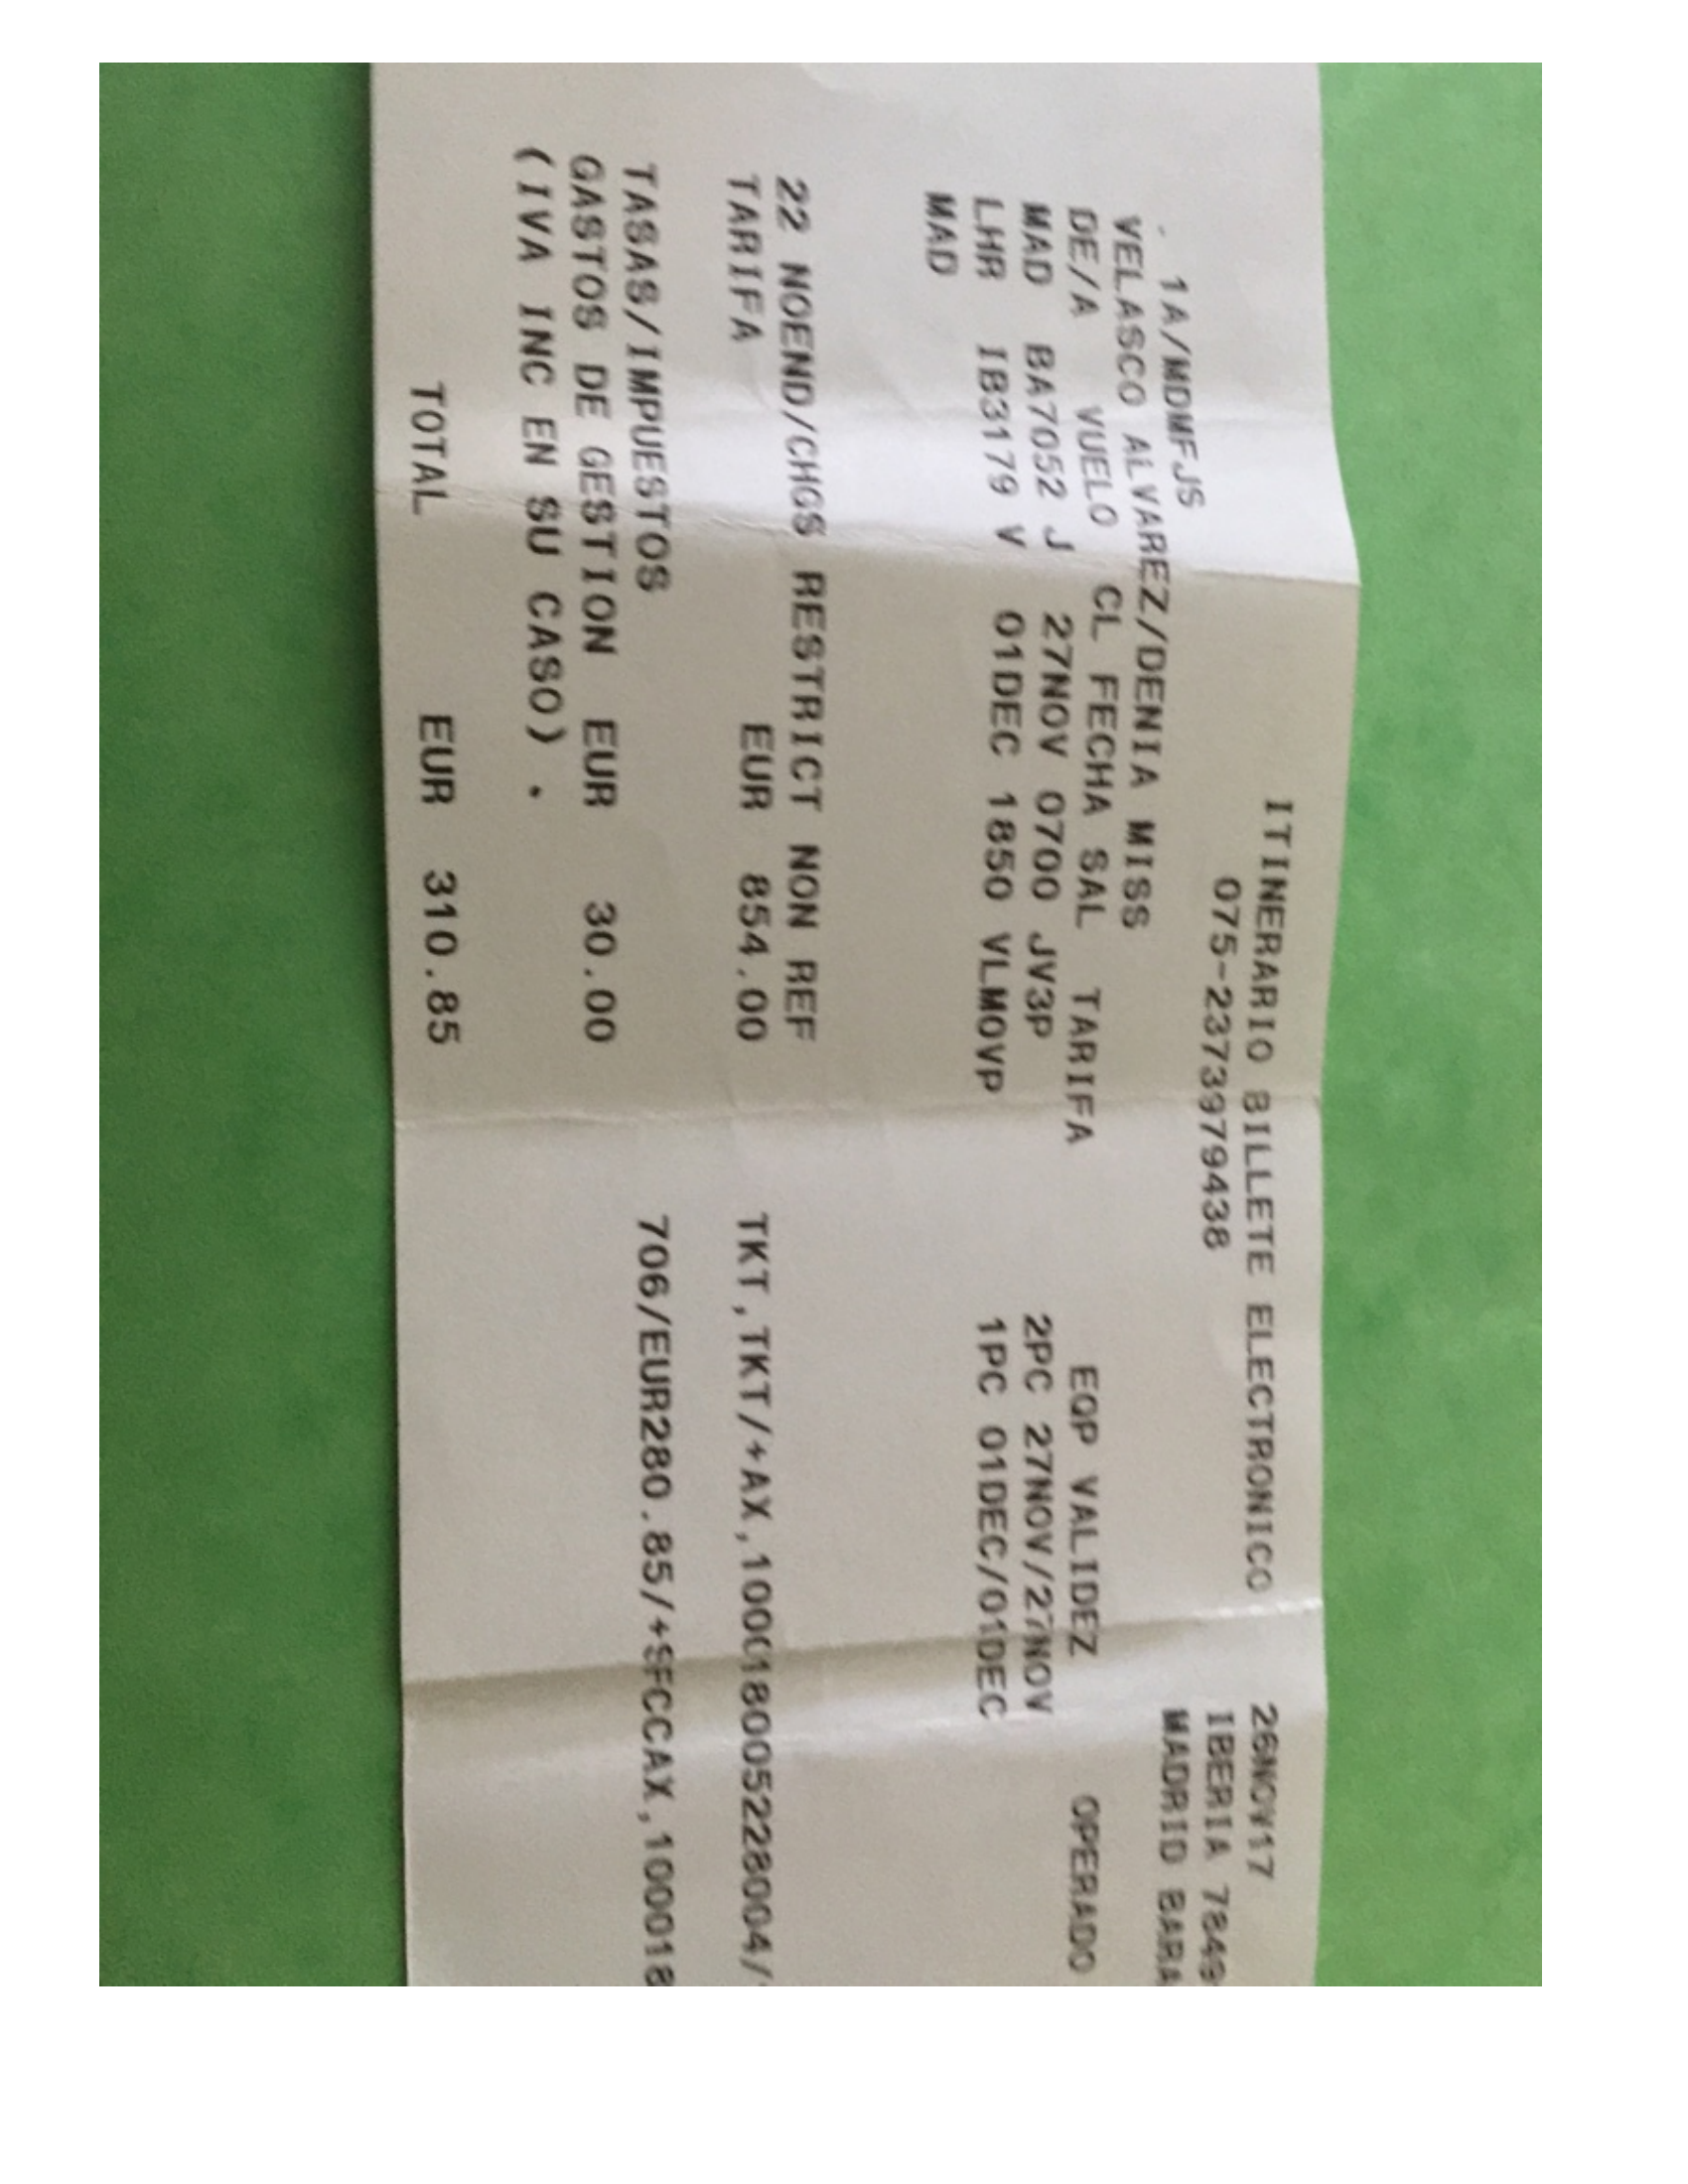 ITINERARIO BILLETE ELECTRONICO 26NOV17
075-2373979438 IBERIA 7849
- 1A/MDMFJS MADRID BARA
VELASCO ALVAREZ/DENIA MISS
DE/A VUELO CL FECHA SAL TARIFA EQP VALIDEZ OPERADO
MAD BA7052 J 27NOV 0700 JV3P 2PC 27NOV/27NOV
LHR IB3179 V 01DEC 1850 VLMOVP 1PC 01DEC/01DEC
MAD
22 NOEND/CHGS RESTRICT NON REF
TARIFA EUR 854.00 TKT,TKT/+AX,100018005228004/
TASAS/IMPUESTOS 706/EUR280.85/+SFCCAX,100018
GASTOS DE GESTION EUR 30.00
(IVA INC EN SU CASO).
TOTAL EUR 310.85